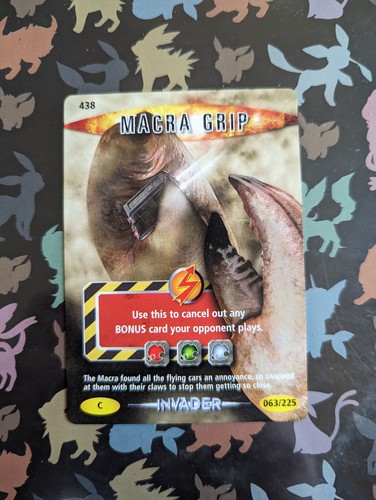 438
MACRA GRIP
Use this to cancel out any
BONUS card your opponent plays.
The Macra found all the flying cars an annoyance, so snapped
at them with their claws to stop them getting so close.
C
INVADER
063/225